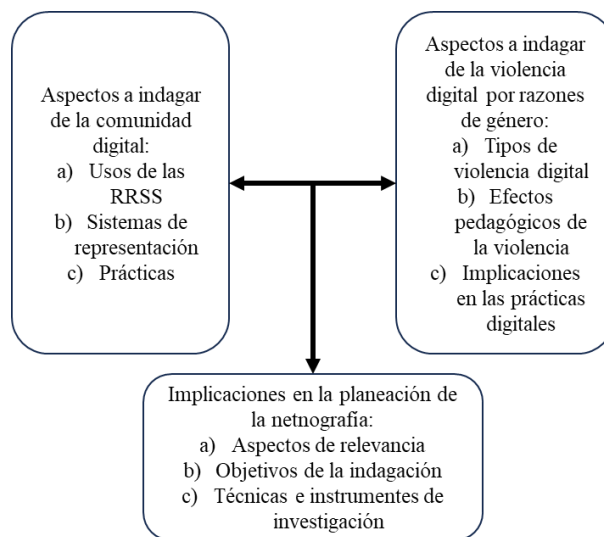 Aspectos a indagar
de la comunidad
digital:
a) Usos de las
RRSS
b) Sistemas de
representación
c) Prácticas
Aspectos a indagar
de la violencia
digital por razones
de género:
a) Tipos de
violencia digital
b) Efectos
pedagógicos de
la violencia
c) Implicaciones
en las prácticas
digitales
Implicaciones en la planeación de
la netnografía:
a) Aspectos de relevancia
b) Objetivos de la indagación
c) Técnicas e instrumentos de
investigación